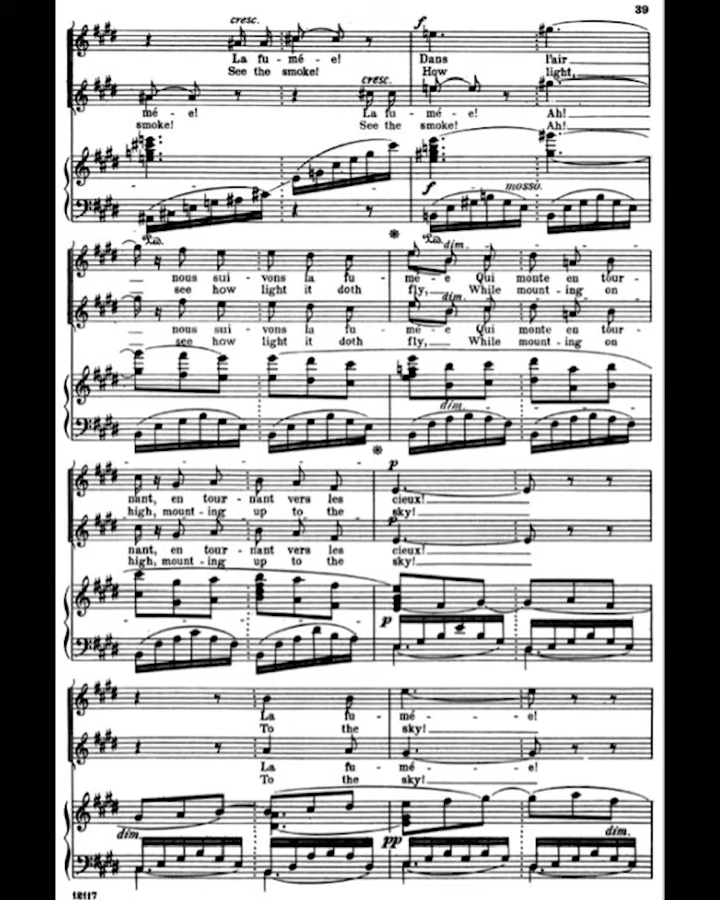 39
cresc.
f
La fu-mé-e! Dans l'air
See the smoke! How light,
cresc.
mé-e! La fu-mé-e! Ah!
smoke! See the smoke! Ah!
f mosso.
Ped. * Ped.
dim.
nous sui-vons la fu-mé-e Qui monte en tour-
see how light it doth fly, While mount-ing on
dim.
nous sui-vons la fu-mé-e Qui monte en tour-
see how light it doth fly, While mount-ing on
dim.
*
p
nant, en tour-nant vers les cieux!
high, mount-ing up to the sky!
p
nant, en tour-nant vers les cieux!
high, mount-ing up to the sky!
p
La fu-mé-e!
To the sky!
La fu-mé-e!
To the sky!
dim. pp dim.
12117